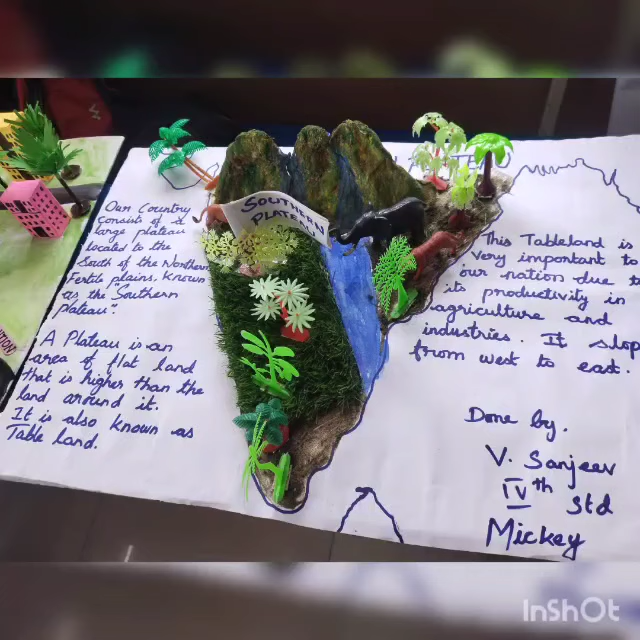 Our Country
consists of a
large plateau
located to the
South of the Northern
Fertile plains. Known
as the "Southern
plateau".
A Plateau is an
area of flat land
that is higher than the
land around it.
It is also known as
Table land.
SOUTHERN
PLATEAU
This Tableland is
very important to
our nation due to
its productivity in
agriculture and
industries. It slop
from west to east.
Done by.
V. Sanjeev
IVth Std
Mickey
InShOt